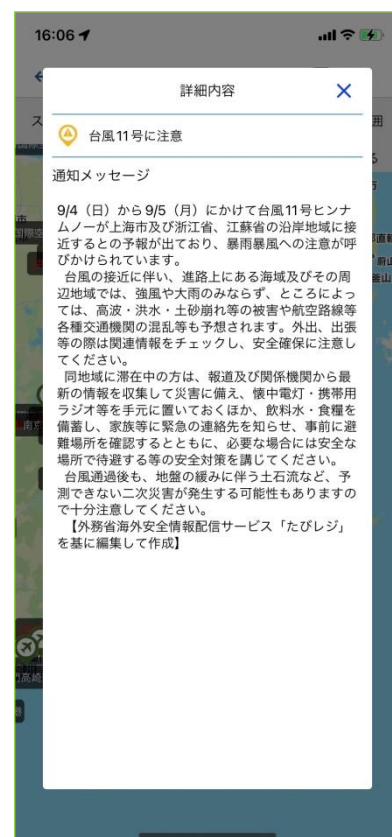 16:06
詳細内容
台風11号に注意
通知メッセージ
9/4（日）から9/5（月）にかけて台風11号ヒンナ
ムノーが上海市及び浙江省、江蘇省の沿岸地域に接
近するとの予報が出ており、暴雨暴風への注意が呼
びかけられています。
台風の接近に伴い、進路上にある海域及びその周
辺地域では、強風や大雨のみならず、ところによっ
ては、高波・洪水・土砂崩れ等の被害や航空路線等
各種交通機関の混乱等も予想されます。外出、出張
等の際は関連情報をチェックし、安全確保に注意し
てください。
同地域に滞在中の方は、報道及び関係機関から最
新の情報を収集して災害に備え、懐中電灯・携帯用
ラジオ等を手元に置いておくほか、飲料水・食糧を
備蓄し、家族等に緊急の連絡先を知らせ、事前に避
難場所を確認するとともに、必要な場合には安全な
場所で待避する等の安全対策を講じてください。
台風通過後も、地盤の緩みに伴う土石流など、予
測できない二次災害が発生する可能性もありますの
で十分注意してください。
【外務省海外安全情報配信サービス「たびレジ」
を基に編集して作成】